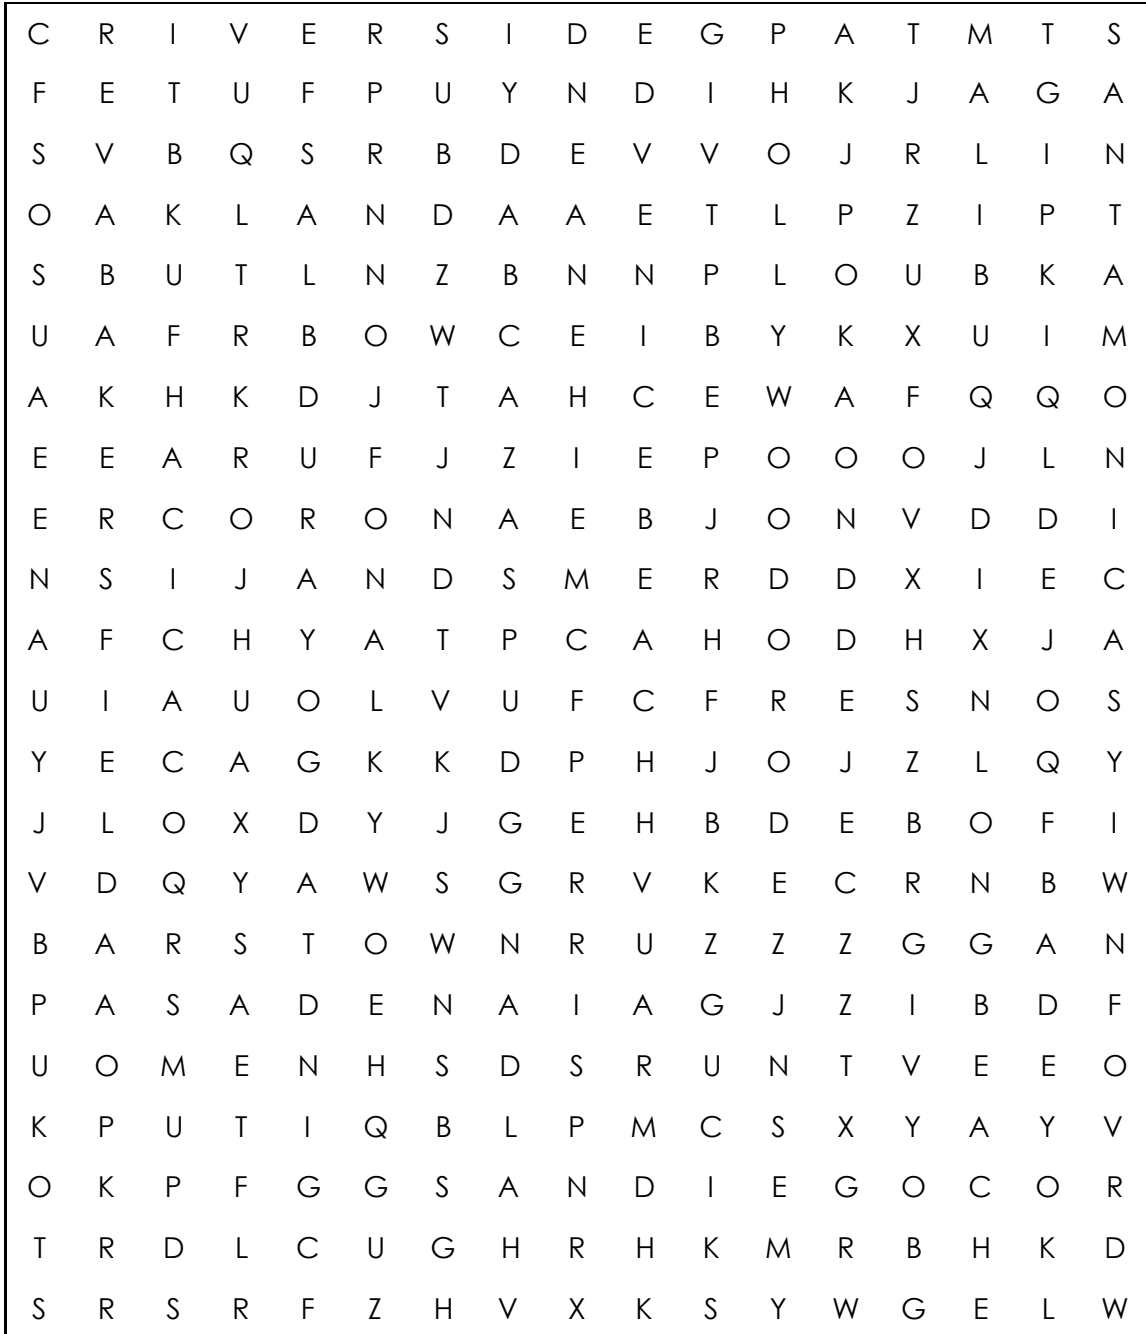 C R I V E R S I D E G P A T M T S
F E T U F P U Y N D I H K J A G A
S V B Q S R B D E V V O J R L I N
O A K L A N D A A E T L P Z I P T
S B U T L N Z B N N P L O U B K A
U A F R B O W C E I B Y K X U I M
A K H K D J T A H C E W A F Q Q O
E E A R U F J Z I E P O O O J L N
E R C O R O N A E B J O N V D D I
N S I J A N D S M E R D D X I E C
A F C H Y A T P C A H O D H X J A
U I A U O L V U F C F R E S N O S
Y E C A G K K D P H J O J Z L Q Y
J L O X D Y J G E H B D E B O F I
V D Q Y A W S G R V K E C R N B W
B A R S T O W N R U Z Z Z G G A N
P A S A D E N A I A G J Z I B D F
U O M E N H S D S R U N T V E E O
K P U T I Q B L P M C S X Y A Y V
O K P F G G S A N D I E G O C O R
T R D L C U G H R H K M R B H K D
S R S R F Z H V X K S Y W G E L W